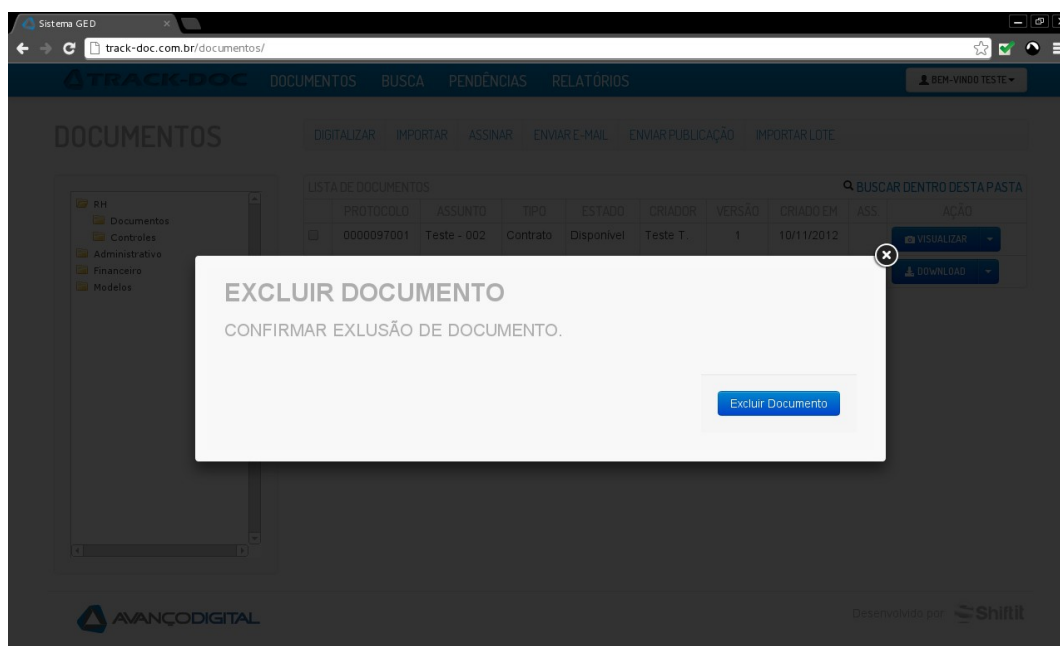 Sistema GED
track-doc.com.br/documentos/
TRACK-DOC DOCUMENTOS BUSCA PENDÊNCIAS RELATÓRIOS BEM-VINDO TESTE
DOCUMENTOS DIGITALIZAR IMPORTAR ASSINAR ENVIAR E-MAIL ENVIAR PUBLICAÇÃO IMPORTAR LOTE
LISTA DE DOCUMENTOS BUSCAR DENTRO DESTA PASTA
RH
Documentos
Controles
Administrativo
Financeiro
Modelos
PROTOCOLO ASSUNTO TIPO ESTADO CRIADOR VERSÃO CRIADO EM ASS AÇÃO
0000097001 Teste - 002 Contrato Disponível Teste T. 1 10/11/2012 VISUALIZAR
DOWNLOAD
EXCLUIR DOCUMENTO
CONFIRMAR EXLUSÃO DE DOCUMENTO.
Excluir Documento
AVANÇODIGITAL Desenvolvido por Shiftit